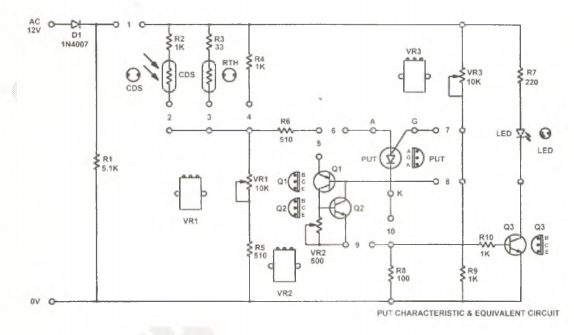 AC
12V
D1
1N4007
1
R2
1K
R3
33
R4
1K
CDS
CDS
RTH
VR3
VR3
10K
R7
220
2
3
4
R6
510
6
A
G
7
5
LED
LED
PUT
A
G
K
PUT
R1
5.1K
VR1
10K
Q1
B
C
E
Q1
K
8
Q2
B
C
E
Q2
VR1
10
R5
510
VR2
500
9
R10
1K
Q3
Q3
B
C
E
VR2
R8
100
R9
1K
0V
PUT CHARACTERISTIC & EQUIVALENT CIRCUIT